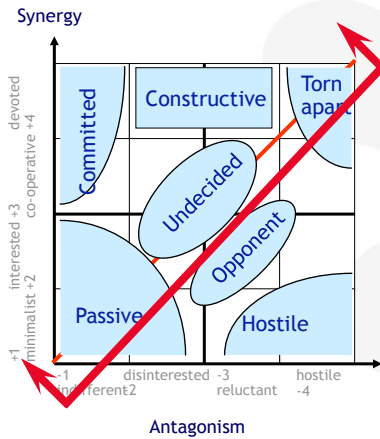 Synergy
devoted
co-operative +4
interested +3
minimalist +2
+1
Committed
Constructive
Torn
apart
Undecided
Opponent
Passive
Hostile
-1
indifferent
-2
disinterested
-3
reluctant
hostile
-4
Antagonism